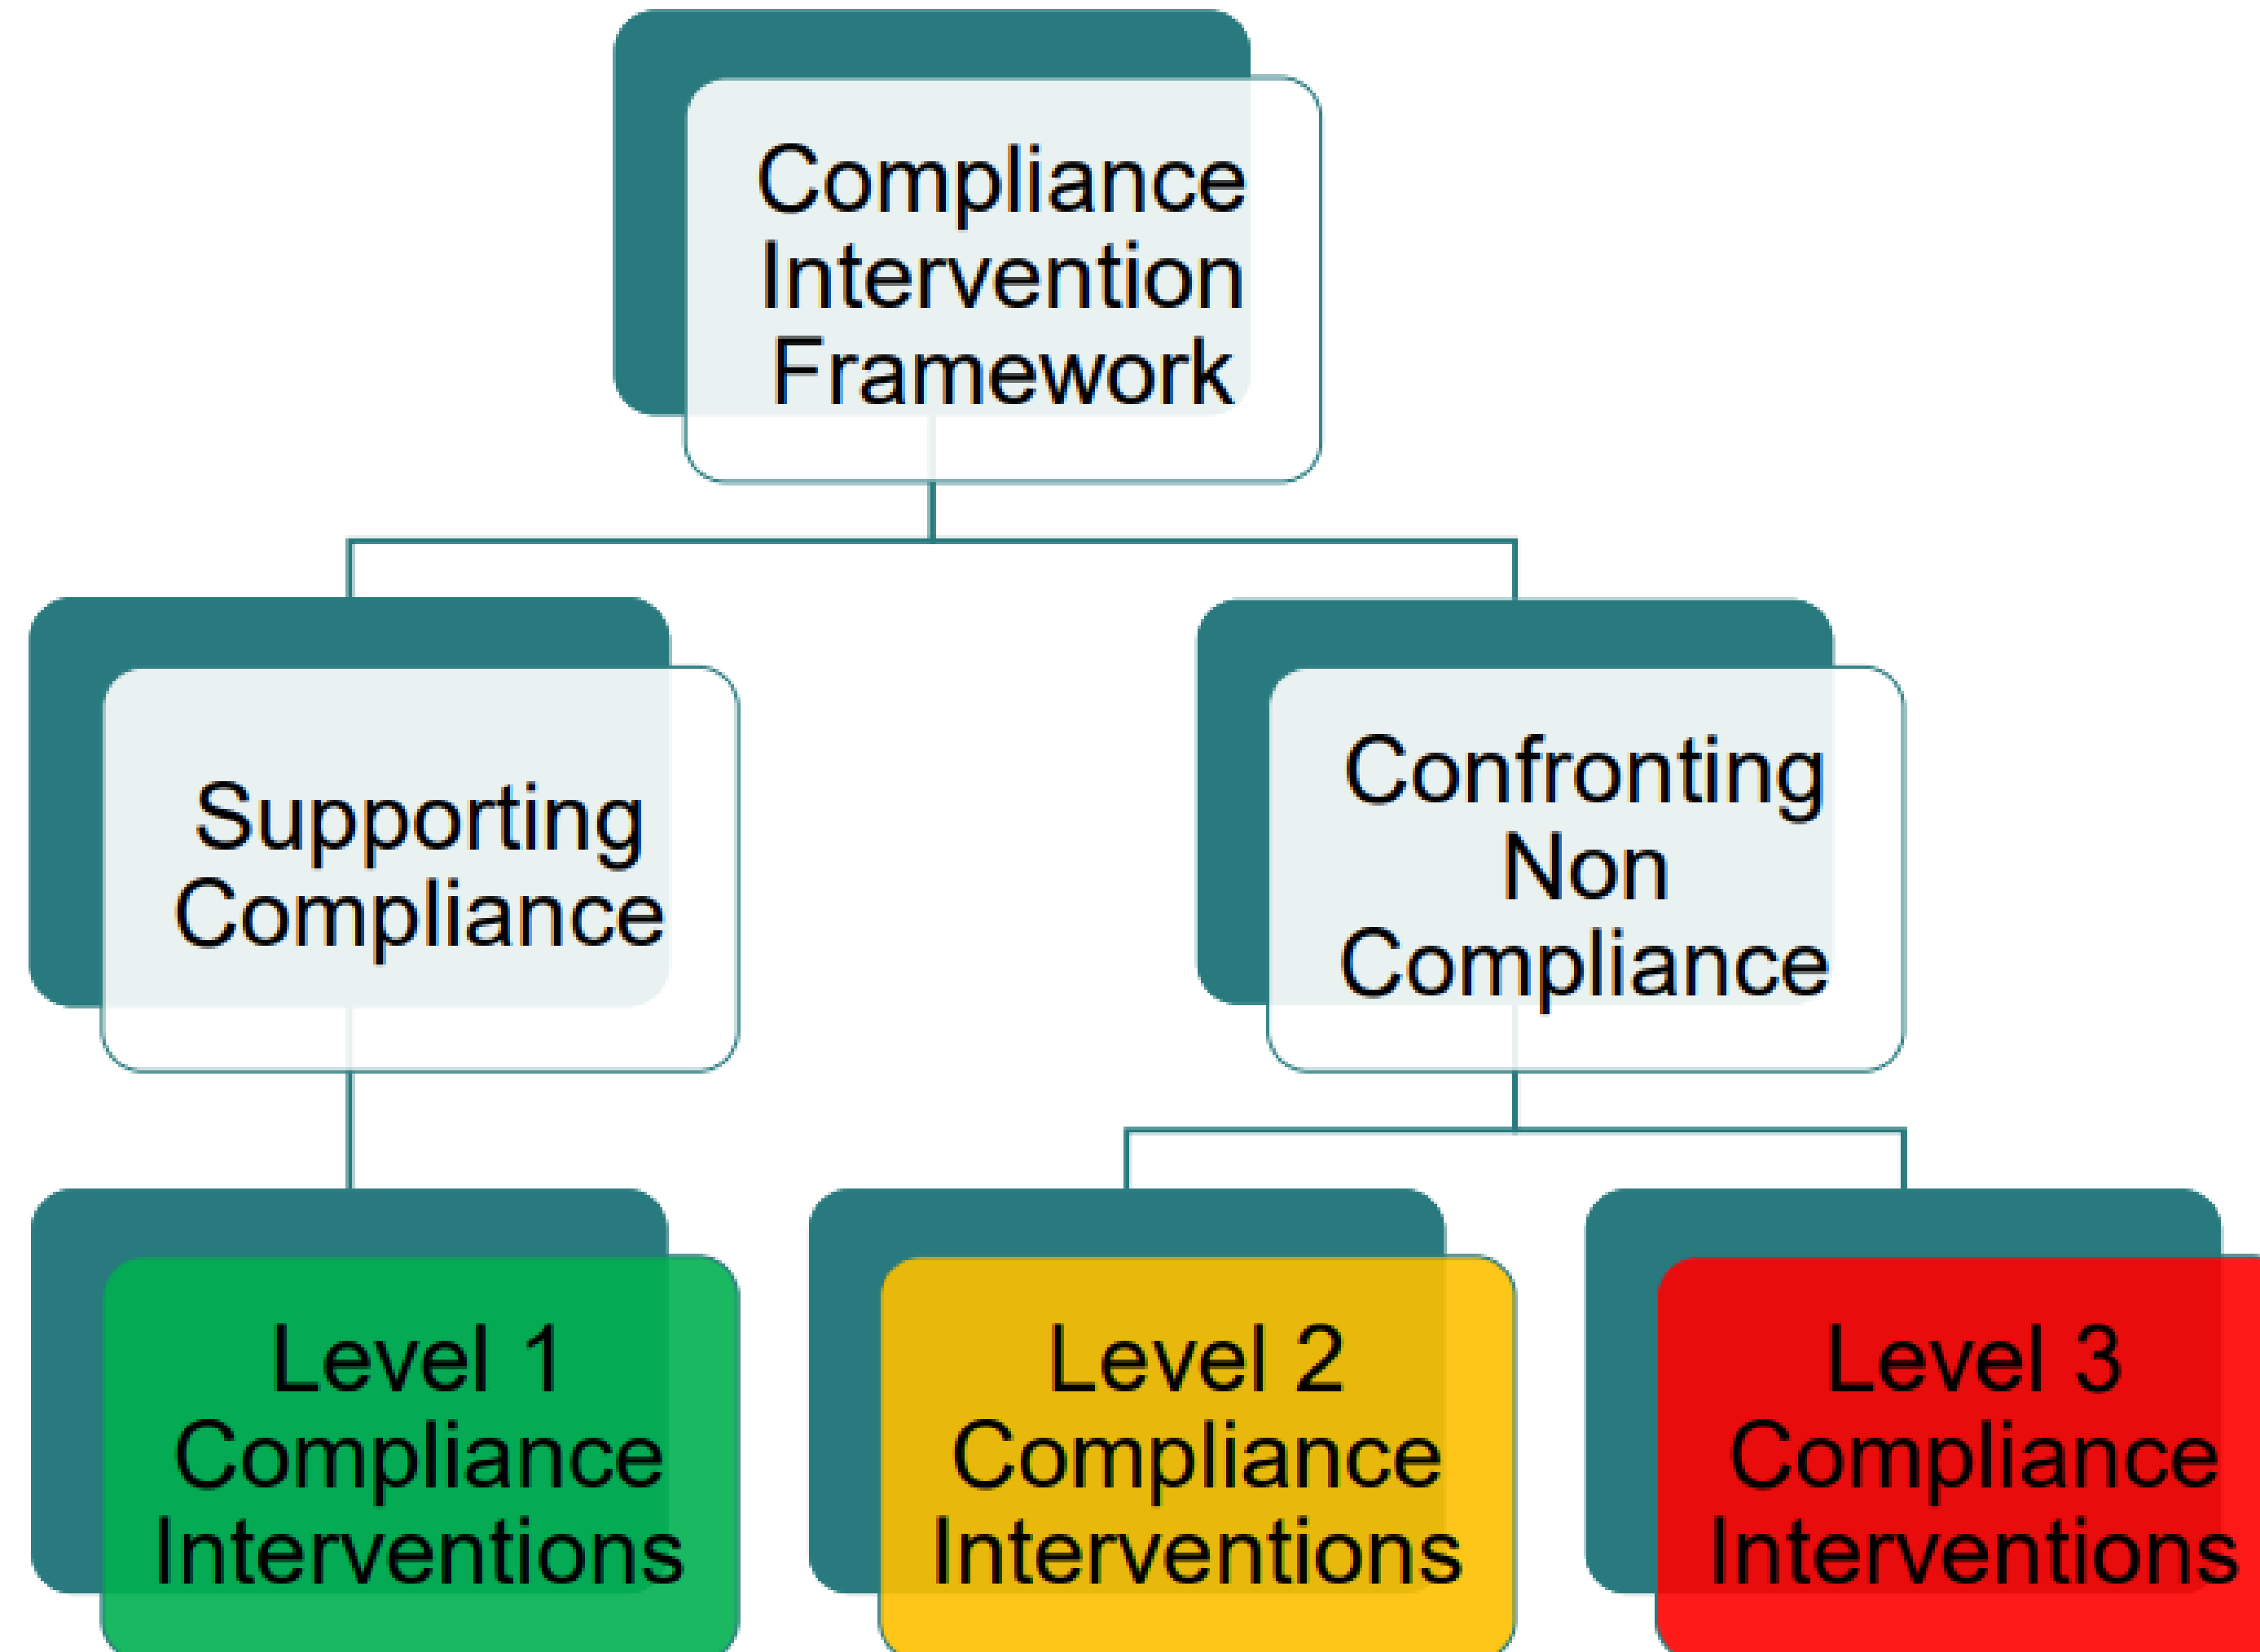 Compliance
Intervention
Framework
Supporting
Compliance
Confronting
Non
Compliance
Level 1
Compliance
Interventions
Level 2
Compliance
Interventions
Level 3
Compliance
Interventions